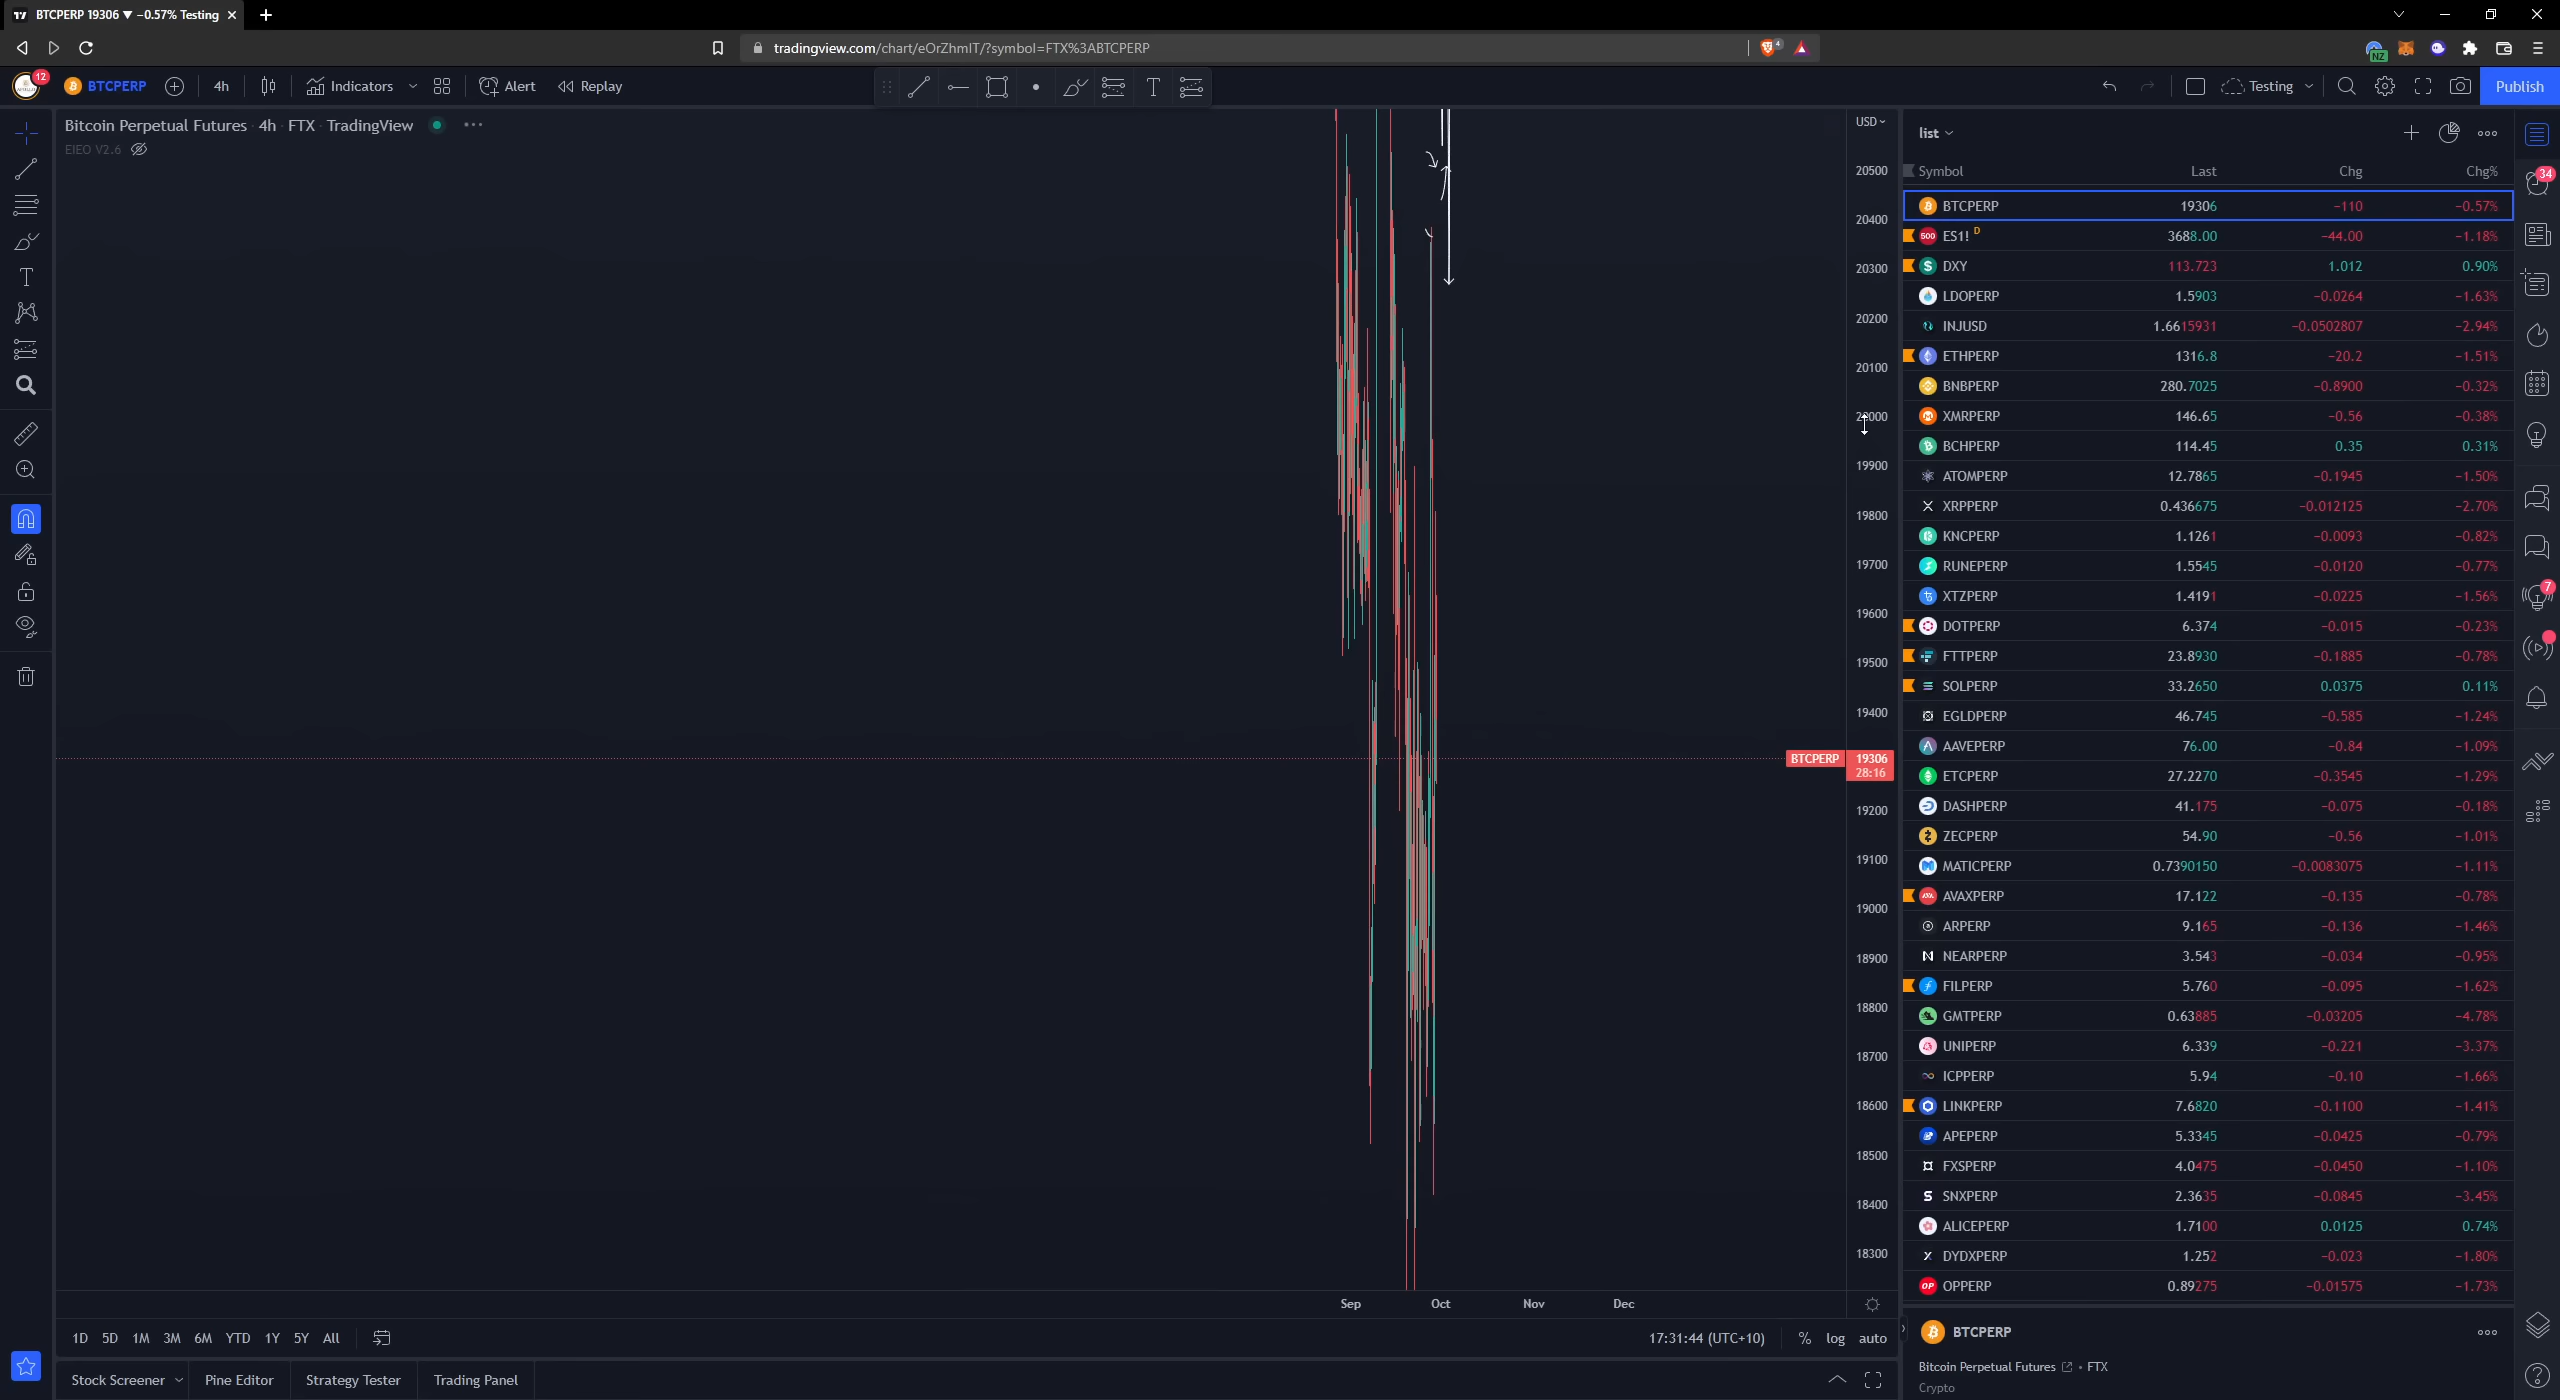 BTCPERP 19306 ▼ −0.57% Testing
tradingview.com/chart/eOrZhmIT/?symbol=FTX%3ABTCPERP
4
NZ
12
BTCPERP
4h
Indicators
Alert
Replay
Testing
Publish
Bitcoin Perpetual Futures · 4h · FTX · TradingView
EIEO V2.6
USD
20500
20400
20300
20200
20100
20000
19900
19800
19700
19600
19500
19400
BTCPERP 19306
28:16
19200
19100
19000
18900
18800
18700
18600
18500
18400
18300
Sep Oct Nov Dec
1D 5D 1M 3M 6M YTD 1Y 5Y All
17:31:44 (UTC+10) % log auto
Stock Screener Pine Editor Strategy Tester Trading Panel
list
Symbol Last Chg Chg%
BTCPERP 19306 −110 −0.57%
500 ES1! D 3688.00 −44.00 −1.18%
DXY 113.723 1.012 0.90%
LDOPERP 1.5903 −0.0264 −1.63%
INJUSD 1.6615931 −0.0502807 −2.94%
ETHPERP 1316.8 −20.2 −1.51%
BNBPERP 280.7025 −0.8900 −0.32%
XMRPERP 146.65 −0.56 −0.38%
BCHPERP 114.45 0.35 0.31%
ATOMPERP 12.7865 −0.1945 −1.50%
XRPPERP 0.436675 −0.012125 −2.70%
KNCPERP 1.1261 −0.0093 −0.82%
RUNEPERP 1.5545 −0.0120 −0.77%
XTZPERP 1.4191 −0.0225 −1.56%
DOTPERP 6.374 −0.015 −0.23%
FTTPERP 23.8930 −0.1885 −0.78%
SOLPERP 33.2650 0.0375 0.11%
EGLDPERP 46.745 −0.585 −1.24%
AAVEPERP 76.00 −0.84 −1.09%
ETCPERP 27.2270 −0.3545 −1.29%
DASHPERP 41.175 −0.075 −0.18%
ZECPERP 54.90 −0.56 −1.01%
MATICPERP 0.7390150 −0.0083075 −1.11%
AVAXPERP 17.122 −0.135 −0.78%
ARPERP 9.165 −0.136 −1.46%
NEARPERP 3.543 −0.034 −0.95%
FILPERP 5.760 −0.095 −1.62%
GMTPERP 0.63885 −0.03205 −4.78%
UNIPERP 6.339 −0.221 −3.37%
ICPPERP 5.94 −0.10 −1.66%
LINKPERP 7.6820 −0.1100 −1.41%
APEPERP 5.3345 −0.0425 −0.79%
FXSPERP 4.0475 −0.0450 −1.10%
SNXPERP 2.3635 −0.0845 −3.45%
ALICEPERP 1.7100 0.0125 0.74%
DYDXPERP 1.252 −0.023 −1.80%
OP OPPERP 0.89275 −0.01575 −1.73%
BTCPERP
Bitcoin Perpetual Futures • FTX
Crypto
34
7